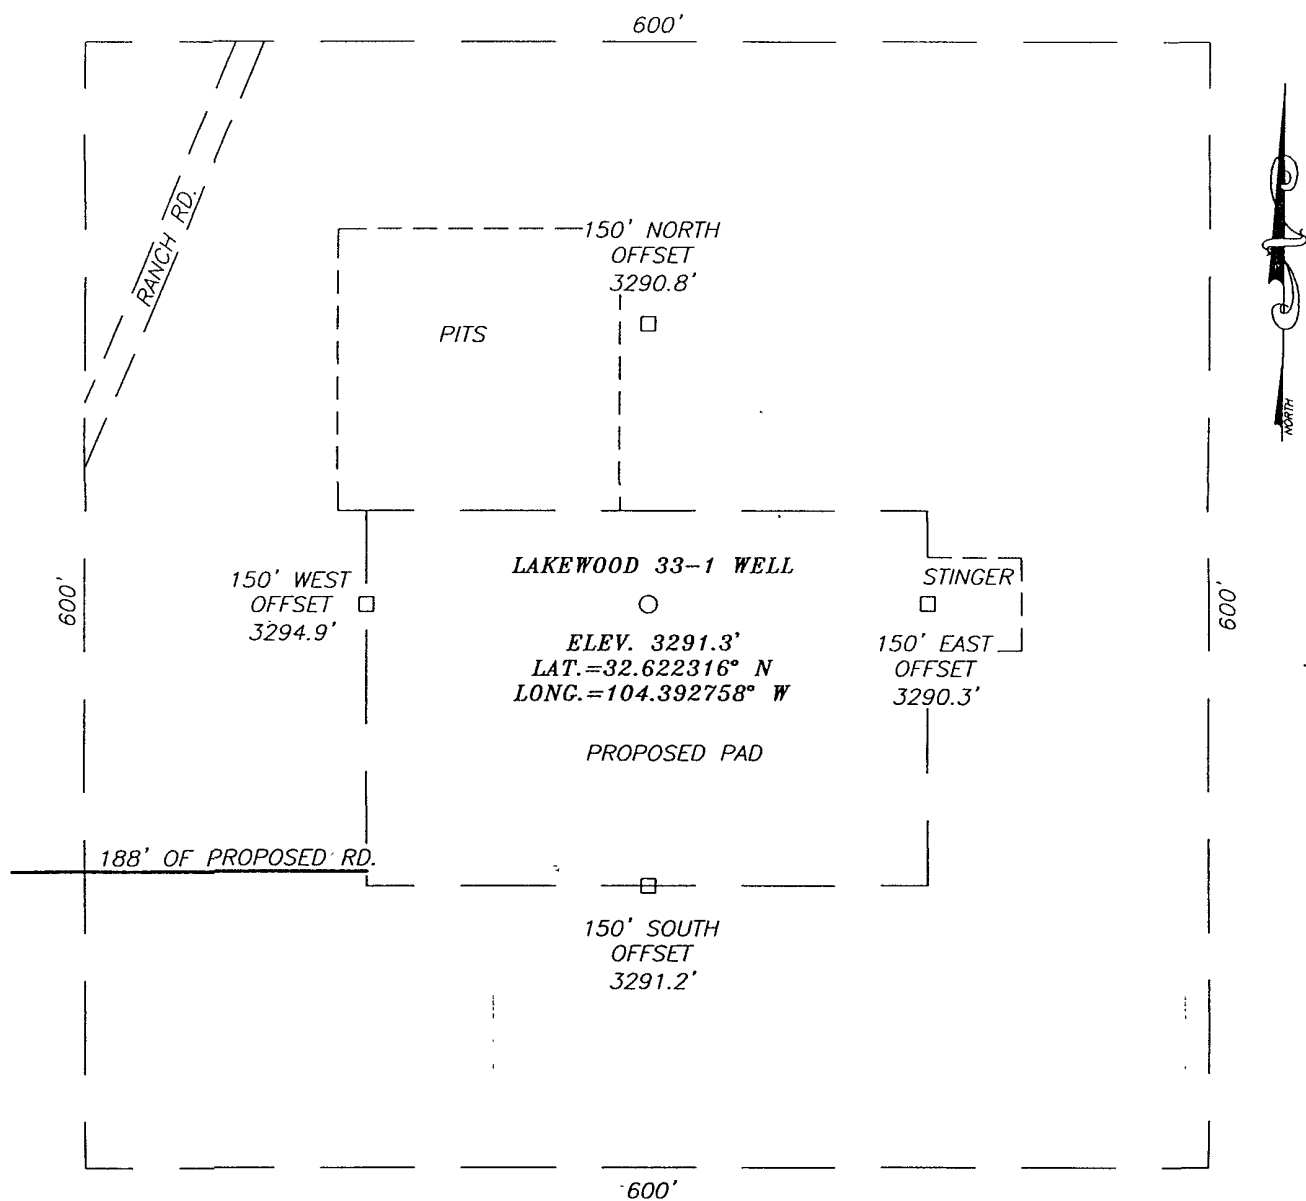 600'
RANCH RD.
150' NORTH
OFFSET
3290.8'
PITS
NORTH
LAKEWOOD 33-1 WELL
STINGER
150' WEST
OFFSET
3294.9'
600'
600'
ELEV. 3291.3'
LAT.=32.622316° N
LONG.=104.392758° W
150' EAST
OFFSET
3290.3'
PROPOSED PAD
188' OF PROPOSED RD.
150' SOUTH
OFFSET
3291.2'
600'